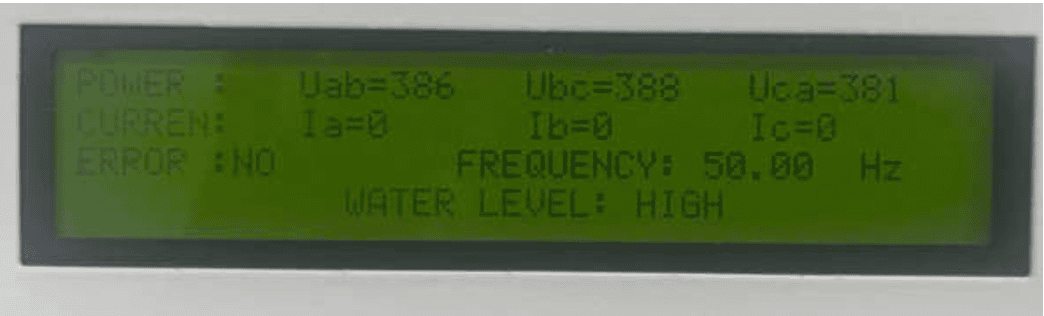 POWER : Uab=386 Ubc=388 Uca=381
CURREN: Ia=0 Ib=0 Ic=0
ERROR :NO FREQUENCY: 50.00 Hz
WATER LEVEL: HIGH